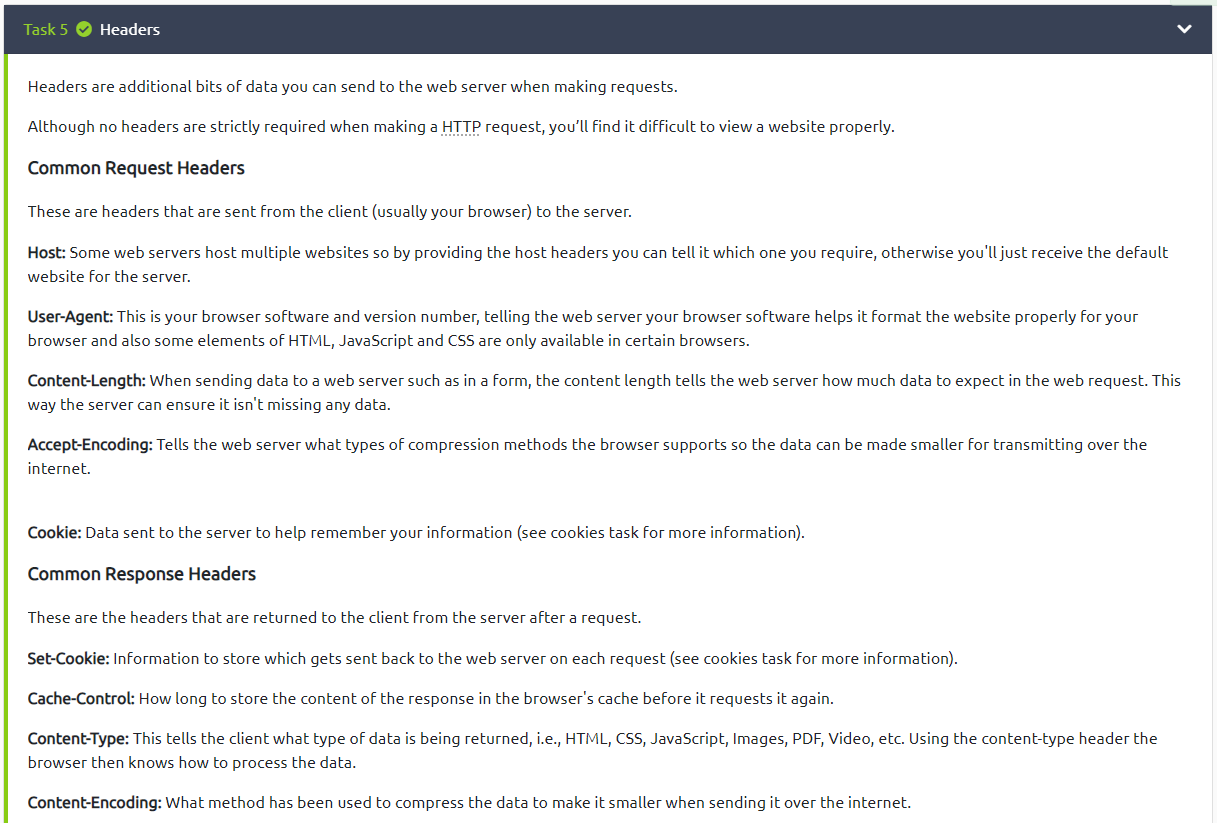 Task 5 Headers
Headers are additional bits of data you can send to the web server when making requests.
Although no headers are strictly required when making a HTTP request, you’ll find it difficult to view a website properly.
Common Request Headers
These are headers that are sent from the client (usually your browser) to the server.
Host: Some web servers host multiple websites so by providing the host headers you can tell it which one you require, otherwise you'll just receive the default
website for the server.
User-Agent: This is your browser software and version number, telling the web server your browser software helps it format the website properly for your
browser and also some elements of HTML, JavaScript and CSS are only available in certain browsers.
Content-Length: When sending data to a web server such as in a form, the content length tells the web server how much data to expect in the web request. This
way the server can ensure it isn't missing any data.
Accept-Encoding: Tells the web server what types of compression methods the browser supports so the data can be made smaller for transmitting over the
internet.
Cookie: Data sent to the server to help remember your information (see cookies task for more information).
Common Response Headers
These are the headers that are returned to the client from the server after a request.
Set-Cookie: Information to store which gets sent back to the web server on each request (see cookies task for more information).
Cache-Control: How long to store the content of the response in the browser's cache before it requests it again.
Content-Type: This tells the client what type of data is being returned, i.e., HTML, CSS, JavaScript, Images, PDF, Video, etc. Using the content-type header the
browser then knows how to process the data.
Content-Encoding: What method has been used to compress the data to make it smaller when sending it over the internet.